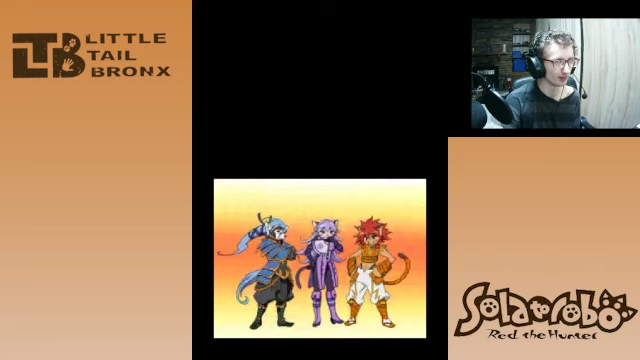 LTB LITTLE
TAIL
BRONX
Solatorobo
Red the Hunter